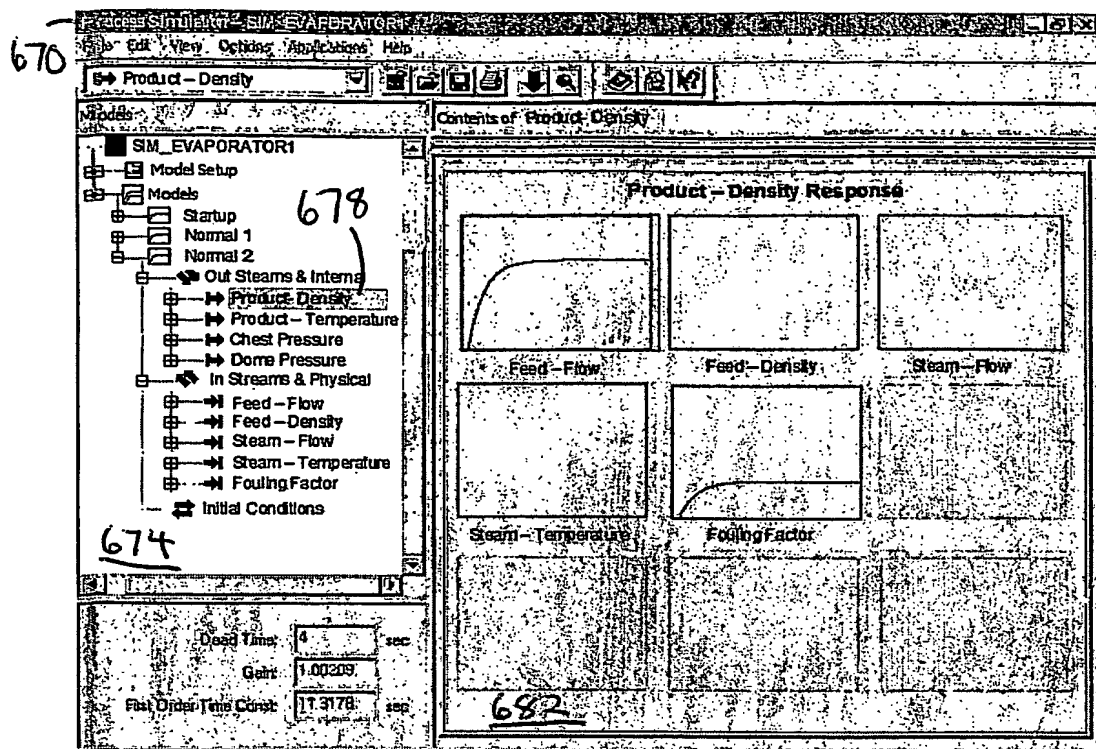 Process Simulator - SIM_EVAPORATOR1
670
File Edit View Options Applications Help
Product – Density
Models
Contents of Product-Density
SIM_EVAPORATOR1
Model Setup
Models
Startup
Normal 1
Normal 2
Out Steams & Interna
Product-Density
Product – Temperature
Chest Pressure
Dome Pressure
In Streams & Physical
Feed – Flow
Feed – Density
Steam – Flow
Steam – Temperature
Fouling Factor
Initial Conditions
678
674
Product – Density Response
Feed – Flow
Feed – Density
Steam – Flow
Steam – Temperature
Fouling Factor
682
Dead Time: 4 sec
Gain: 1.00209
First Order Time Const: 11.3178 sec